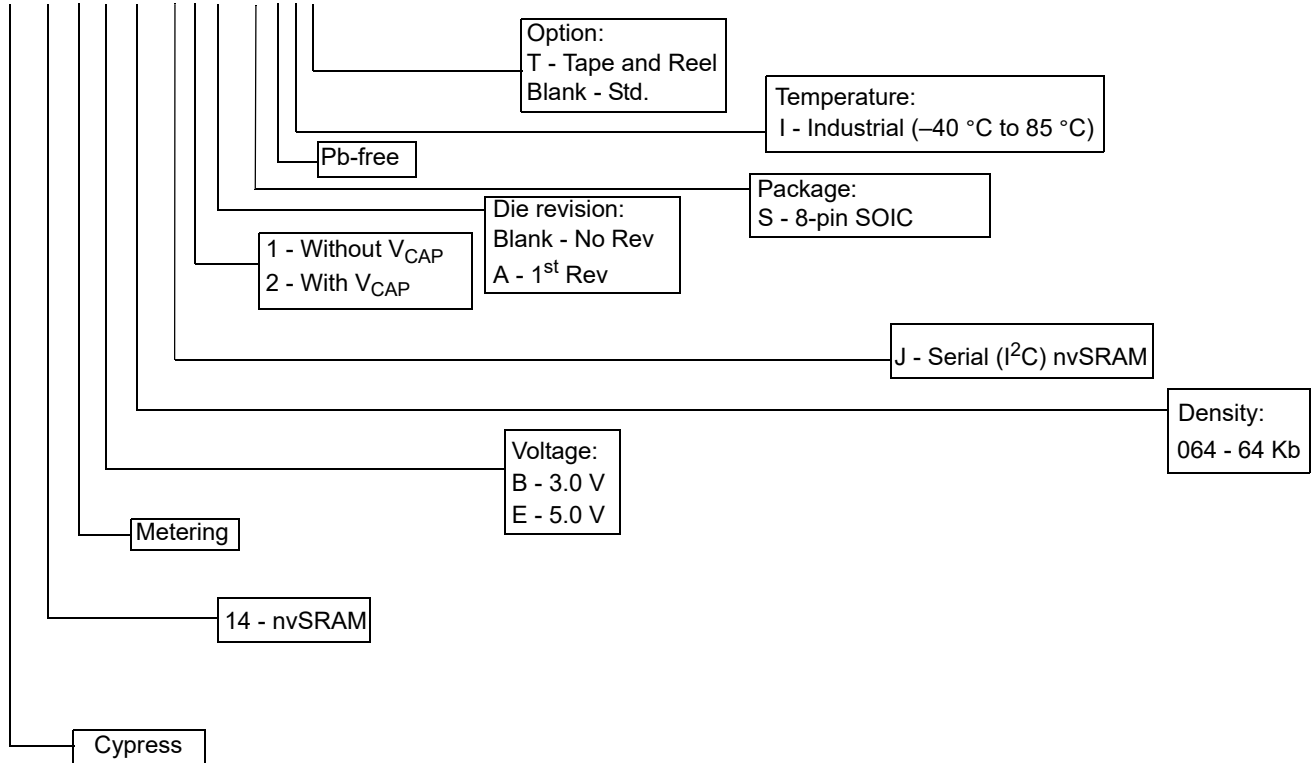 Option:
T - Tape and Reel
Blank - Std.
Temperature:
I - Industrial (–40 °C to 85 °C)
Pb-free
Package:
S - 8-pin SOIC
Die revision:
Blank - No Rev
A - 1st Rev
1 - Without VCAP
2 - With VCAP
J - Serial (I2C) nvSRAM
Density:
064 - 64 Kb
Voltage:
B - 3.0 V
E - 5.0 V
Metering
14 - nvSRAM
Cypress